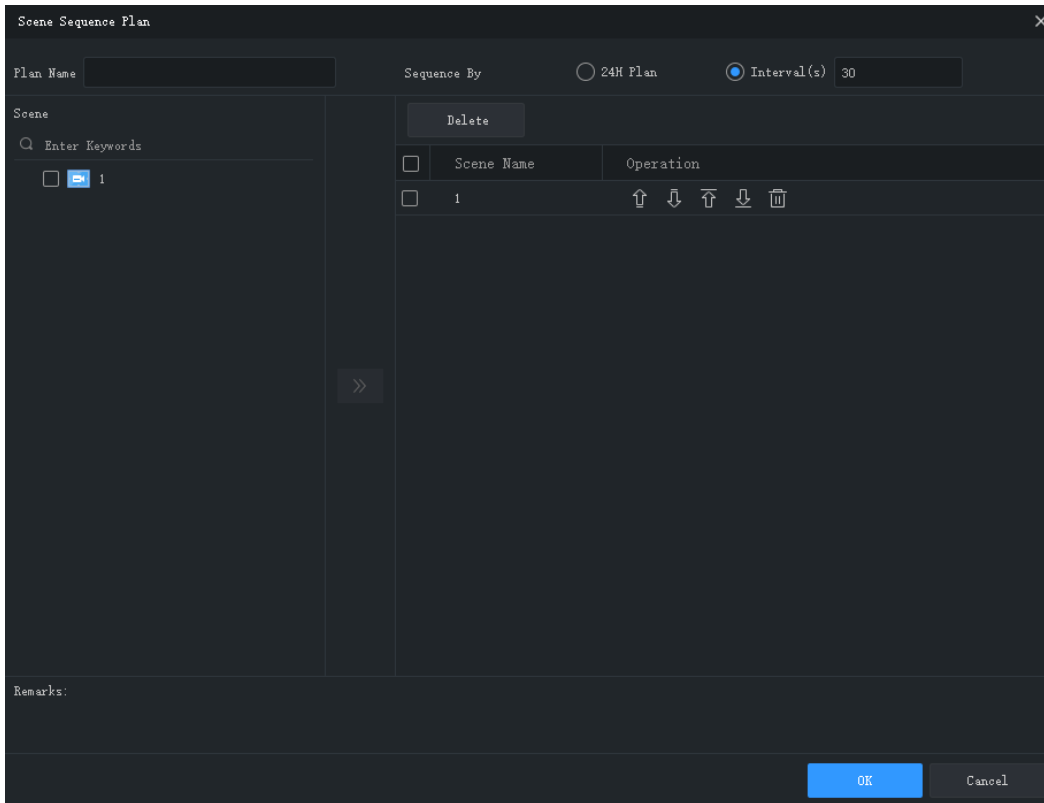 Scene Sequence Plan
Plan Name Sequence By 24H Plan Interval(s) 30
Scene
Delete
Enter Keywords
Scene Name Operation
1
1
Remarks:
OK Cancel